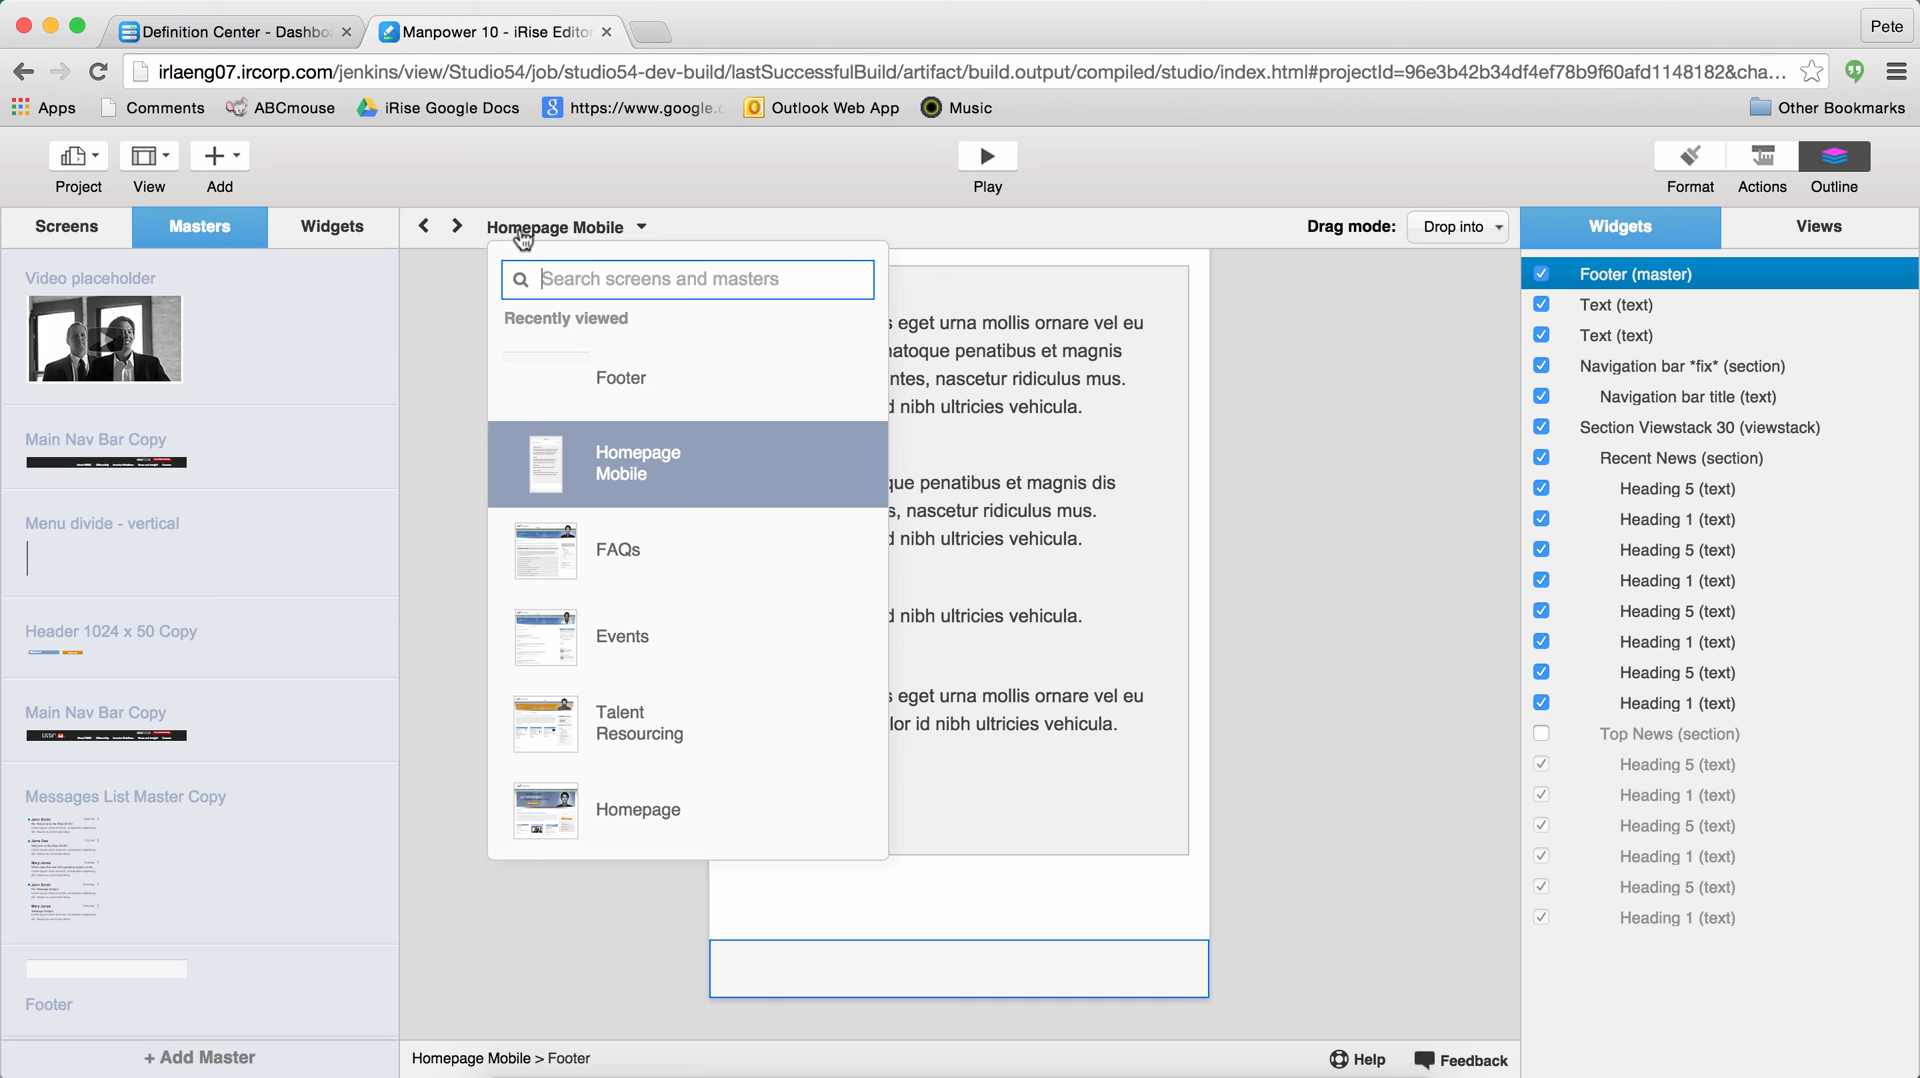 Definition Center - Dashbo
Manpower 10 - iRise Editor
Pete
irlaeng07.ircorp.com/jenkins/view/Studio54/job/studio54-dev-build/lastSuccessfulBuild/artifact/build.output/compiled/studio/index.html#projectId=96e3b42b34df4ef78b9f60afd1148182&cha...
Apps
Comments
ABCmouse
iRise Google Docs
https://www.google.c
Outlook Web App
Music
Other Bookmarks
Project
View
Add
Play
Format
Actions
Outline
Screens
Masters
Widgets
Homepage Mobile
Drag mode:
Drop into
Widgets
Views
Video placeholder
Main Nav Bar Copy
Menu divide - vertical
Header 1024 x 50 Copy
Main Nav Bar Copy
Messages List Master Copy
Footer
+ Add Master
Search screens and masters
Recently viewed
Footer
Homepage
Mobile
FAQs
Events
Talent
Resourcing
Homepage
s eget urna mollis ornare vel eu
natoque penatibus et magnis
ntes, nascetur ridiculus mus.
d nibh ultricies vehicula.
que penatibus et magnis dis
s, nascetur ridiculus mus.
d nibh ultricies vehicula.
d nibh ultricies vehicula.
s eget urna mollis ornare vel eu
lor id nibh ultricies vehicula.
Homepage Mobile > Footer
Help
Feedback
Footer (master)
Text (text)
Text (text)
Navigation bar *fix* (section)
Navigation bar title (text)
Section Viewstack 30 (viewstack)
Recent News (section)
Heading 5 (text)
Heading 1 (text)
Heading 5 (text)
Heading 1 (text)
Heading 5 (text)
Heading 1 (text)
Heading 5 (text)
Heading 1 (text)
Top News (section)
Heading 5 (text)
Heading 1 (text)
Heading 5 (text)
Heading 1 (text)
Heading 5 (text)
Heading 1 (text)